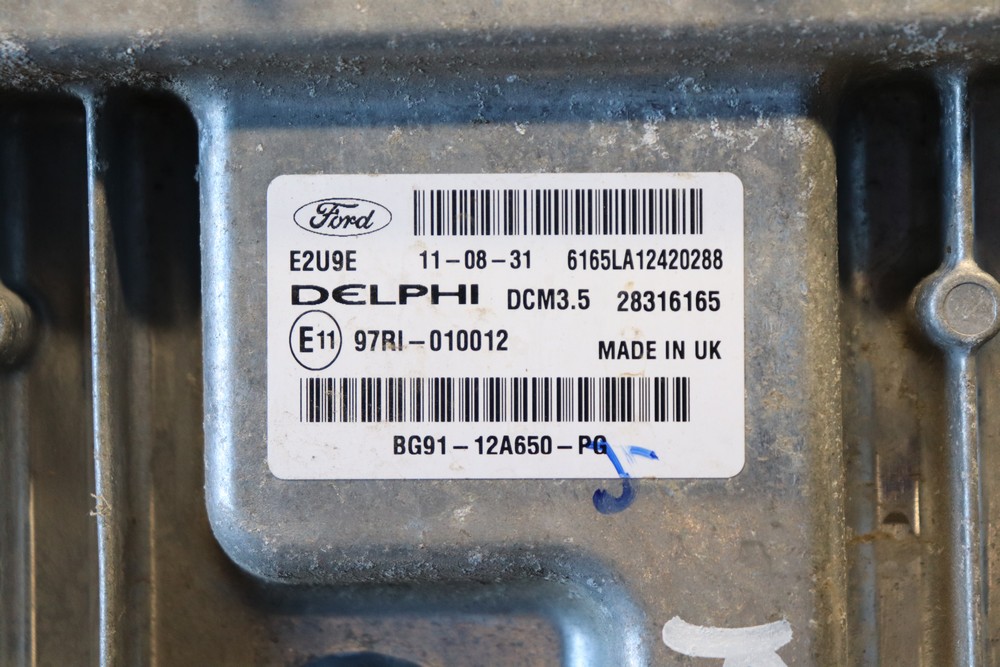 Ford
E2U9E 11-08-31 6165LA12420288
DELPHI DCM3.5 28316165
E11 97RI-010012
MADE IN UK
BG91-12A650-PG